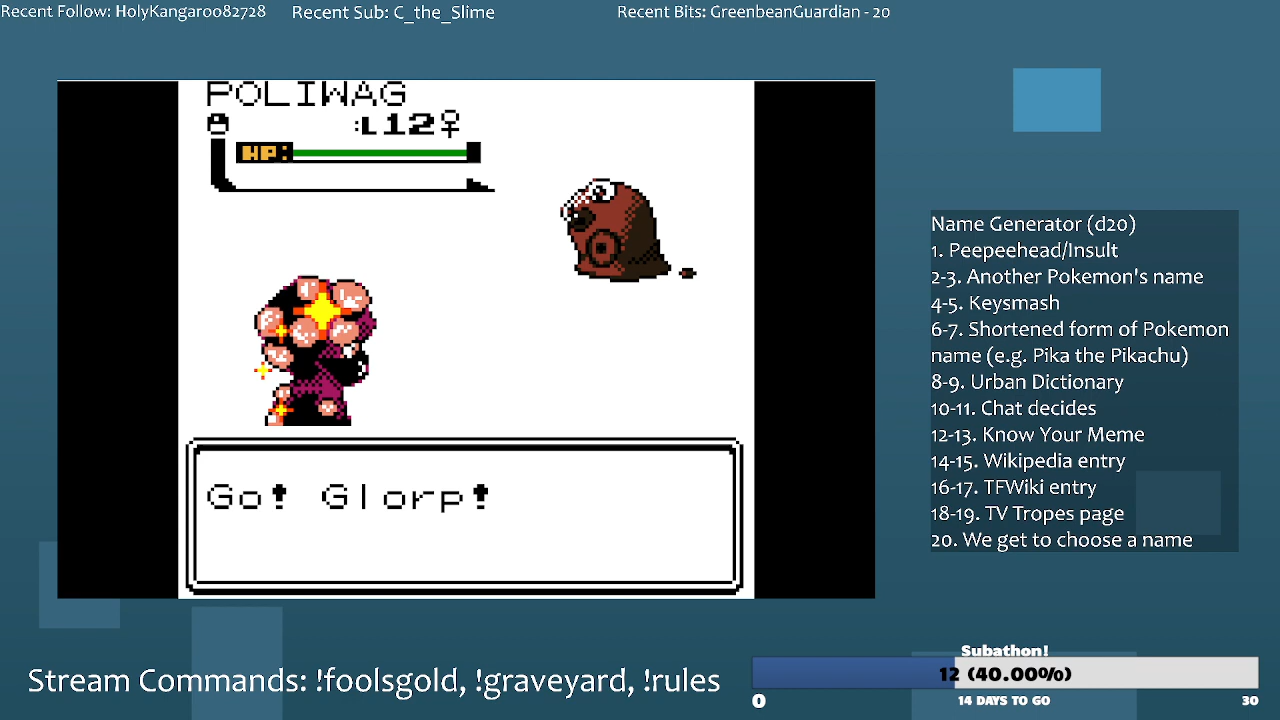 Recent Follow: HolyKangaroo82728 Recent Sub: C_the_Slime Recent Bits: GreenbeanGuardian - 20
POLIWAG
:L12♀
HP:
Go! Glorp!
Name Generator (d20)
1. Peepeehead/Insult
2-3. Another Pokemon's name
4-5. Keysmash
6-7. Shortened form of Pokemon
name (e.g. Pika the Pikachu)
8-9. Urban Dictionary
10-11. Chat decides
12-13. Know Your Meme
14-15. Wikipedia entry
16-17. TFWiki entry
18-19. TV Tropes page
20. We get to choose a name
Stream Commands: !foolsgold, !graveyard, !rules
Subathon!
12 (40.00%)
0 14 DAYS TO GO 30